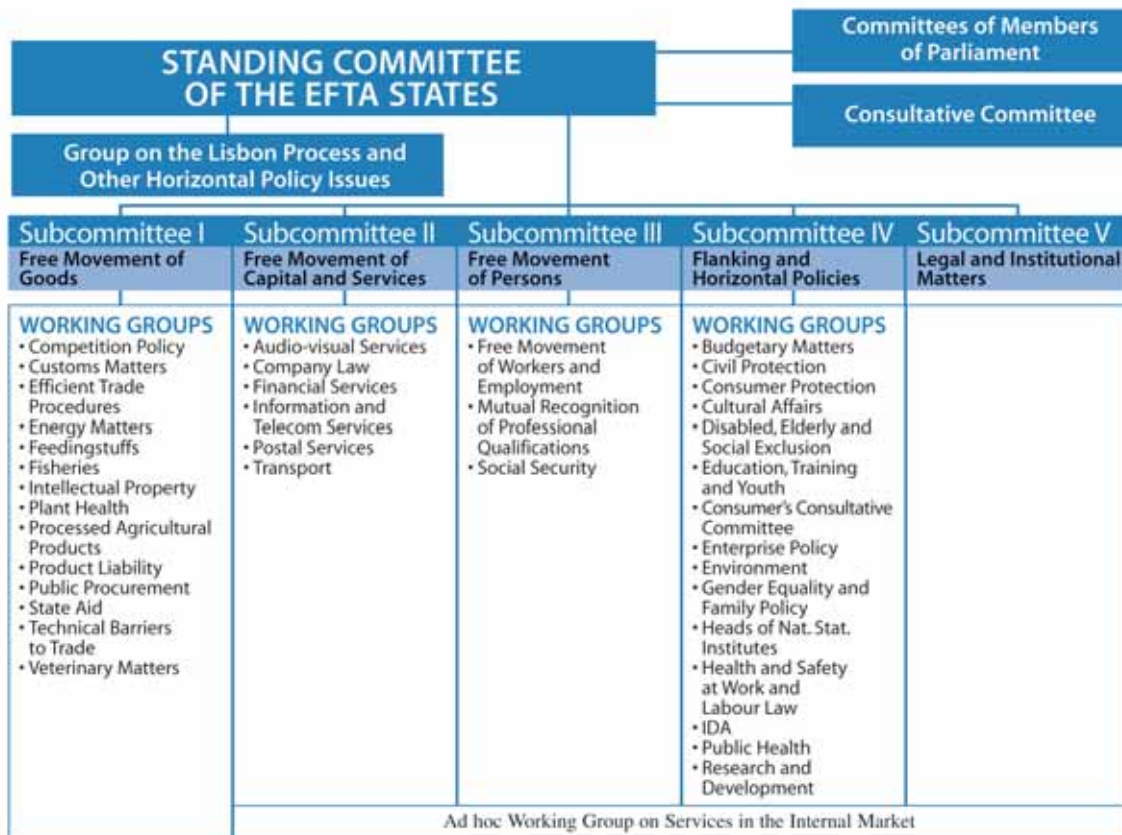 STANDING COMMITTEE
OF THE EFTA STATES
Committees of Members
of Parliament
Consultative Committee
Group on the Lisbon Process and
Other Horizontal Policy Issues
Subcommittee I
Free Movement of
Goods
WORKING GROUPS
• Competition Policy
• Customs Matters
• Efficient Trade
Procedures
• Energy Matters
• Feedingstuffs
• Fisheries
• Intellectual Property
• Plant Health
• Processed Agricultural
Products
• Product Liability
• Public Procurement
• State Aid
• Technical Barriers
to Trade
• Veterinary Matters
Subcommittee II
Free Movement of
Capital and Services
WORKING GROUPS
• Audio-visual Services
• Company Law
• Financial Services
• Information and
Telecom Services
• Postal Services
• Transport
Subcommittee III
Free Movement
of Persons
WORKING GROUPS
• Free Movement
of Workers and
Employment
• Mutual Recognition
of Professional
Qualifications
• Social Security
Subcommittee IV
Flanking and
Horizontal Policies
WORKING GROUPS
• Budgetary Matters
• Civil Protection
• Consumer Protection
• Cultural Affairs
• Disabled, Elderly and
Social Exclusion
• Education, Training
and Youth
• Consumer's Consultative
Committee
• Enterprise Policy
• Environment
• Gender Equality and
Family Policy
• Heads of Nat. Stat.
Institutes
• Health and Safety
at Work and
Labour Law
• IDA
• Public Health
• Research and
Development
Subcommittee V
Legal and Institutional
Matters
Ad hoc Working Group on Services in the Internal Market